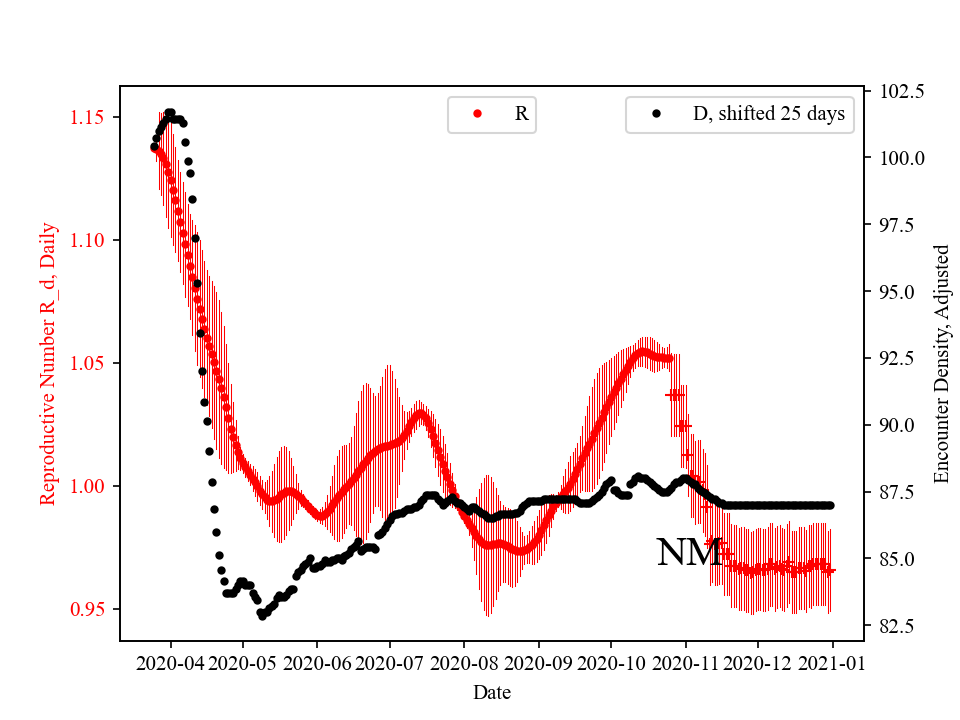 R
D, shifted 25 days
1.15
1.10
1.05
1.00
0.95
Reproductive Number R_d, Daily
102.5
100.0
97.5
95.0
92.5
90.0
87.5
85.0
82.5
Encounter Density, Adjusted
NM
2020-04 2020-05 2020-06 2020-07 2020-08 2020-09 2020-10 2020-11 2020-12 2021-01
Date